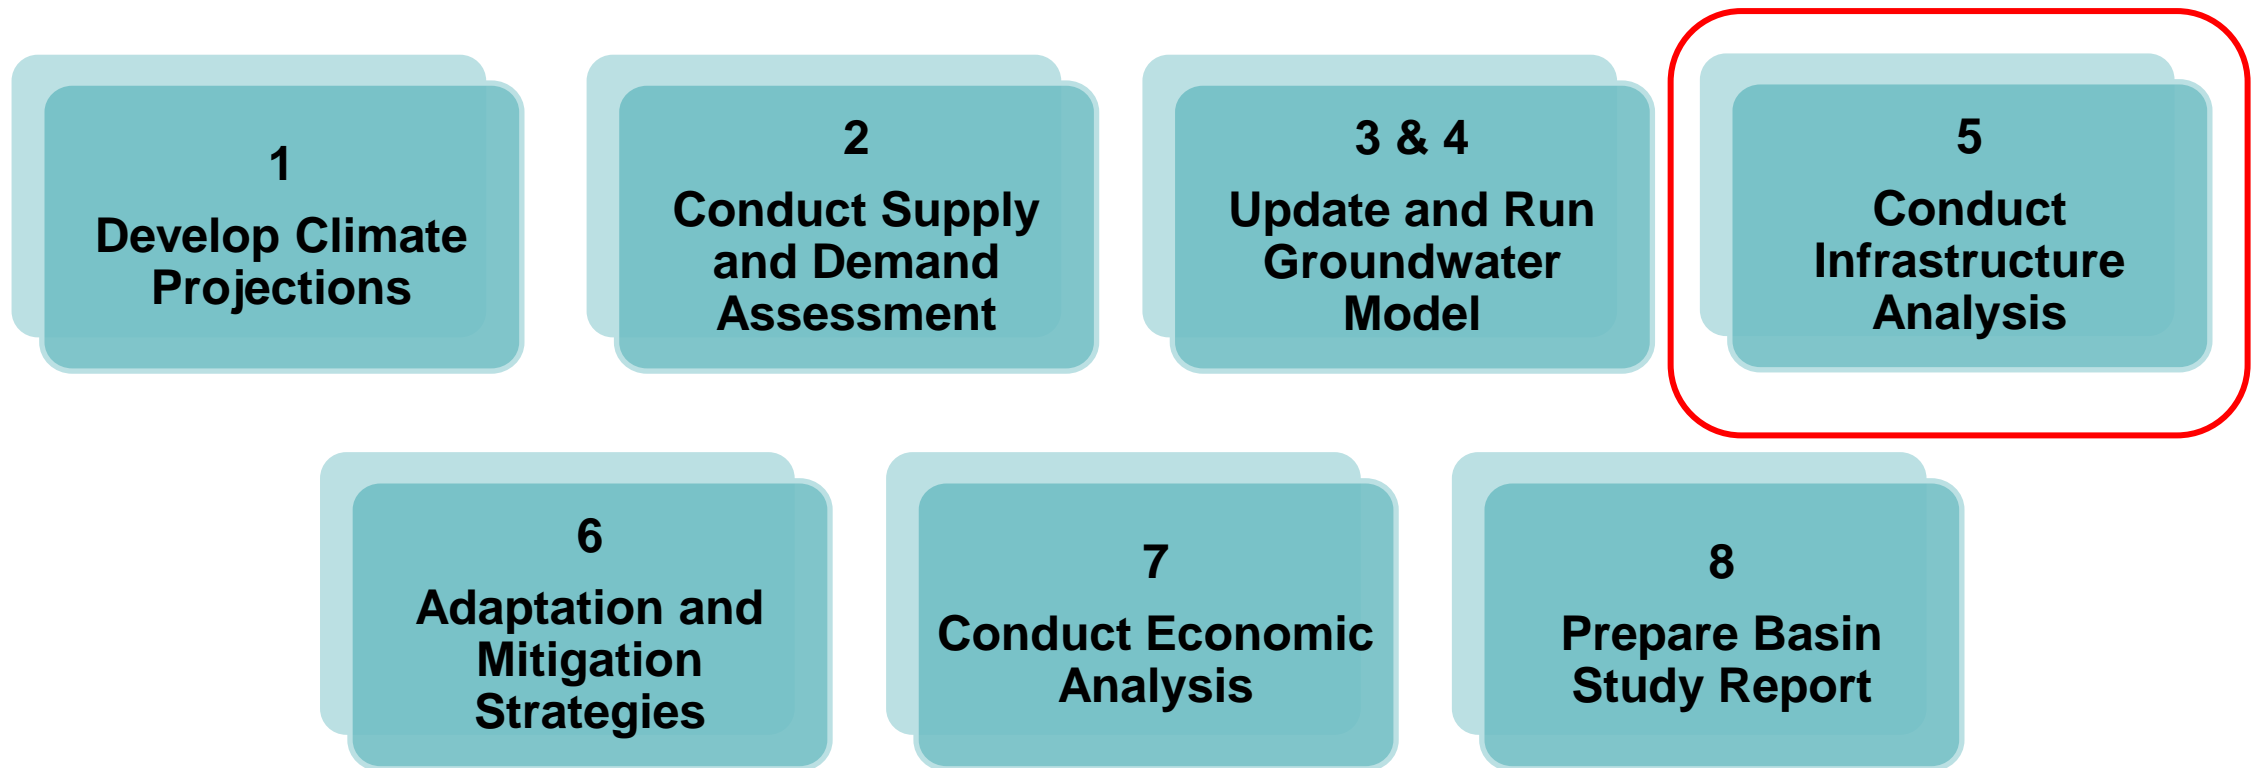 1
Develop Climate
Projections
2
Conduct Supply
and Demand
Assessment
3 & 4
Update and Run
Groundwater
Model
5
Conduct
Infrastructure
Analysis
6
Adaptation and
Mitigation
Strategies
7
Conduct Economic
Analysis
8
Prepare Basin
Study Report